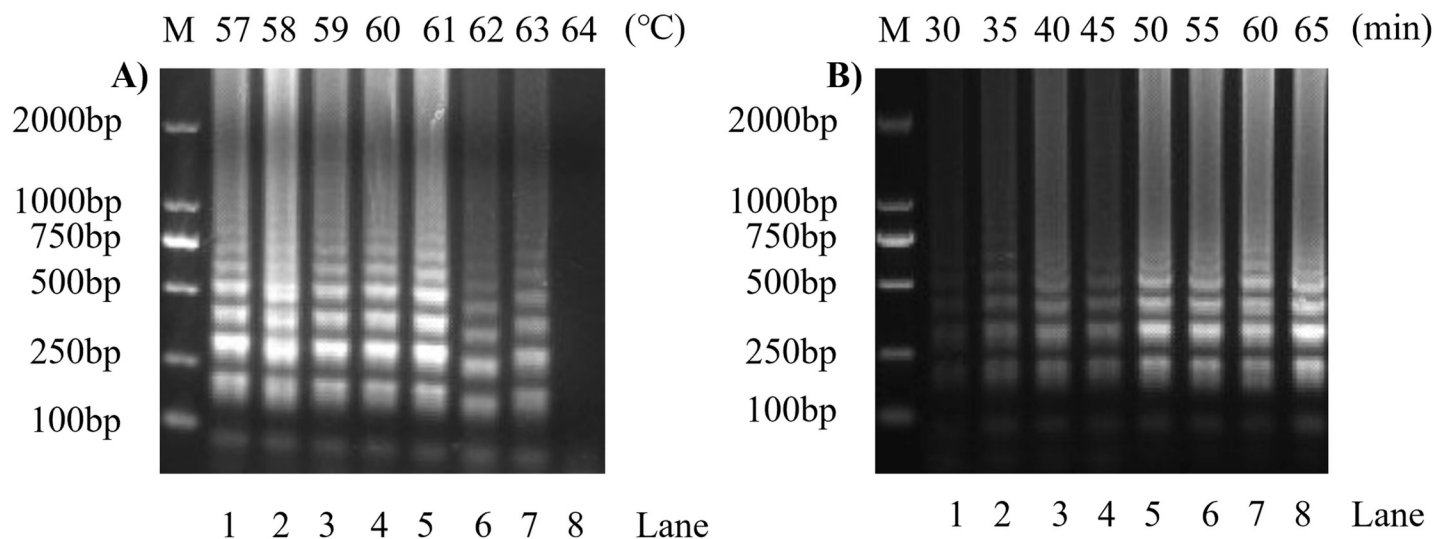 M 57 58 59 60 61 62 63 64 (℃)
A)
2000bp
1000bp
750bp
500bp
250bp
100bp
1 2 3 4 5 6 7 8 Lane
M 30 35 40 45 50 55 60 65 (min)
B)
2000bp
1000bp
750bp
500bp
250bp
100bp
1 2 3 4 5 6 7 8 Lane